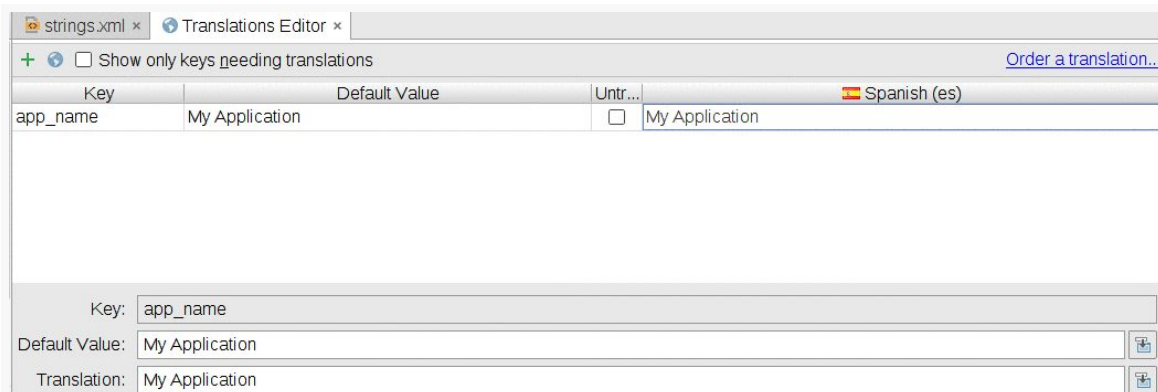 strings.xml × Translations Editor ×
Show only keys needing translations Order a translation..
Key Default Value Untr... Spanish (es)
app_name My Application My Application
Key: app_name
Default Value: My Application
Translation: My Application